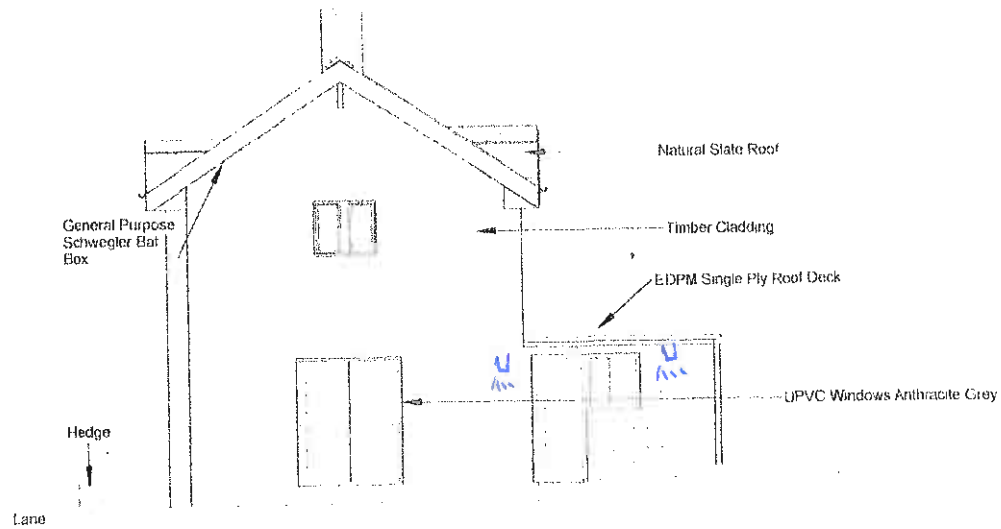 Natural Slate Roof
General Purpose
Schwegler Bat
Box
Timber Cladding
EDPM Single Ply Roof Deck
UPVC Windows Anthracite Grey
Hedge
Lane